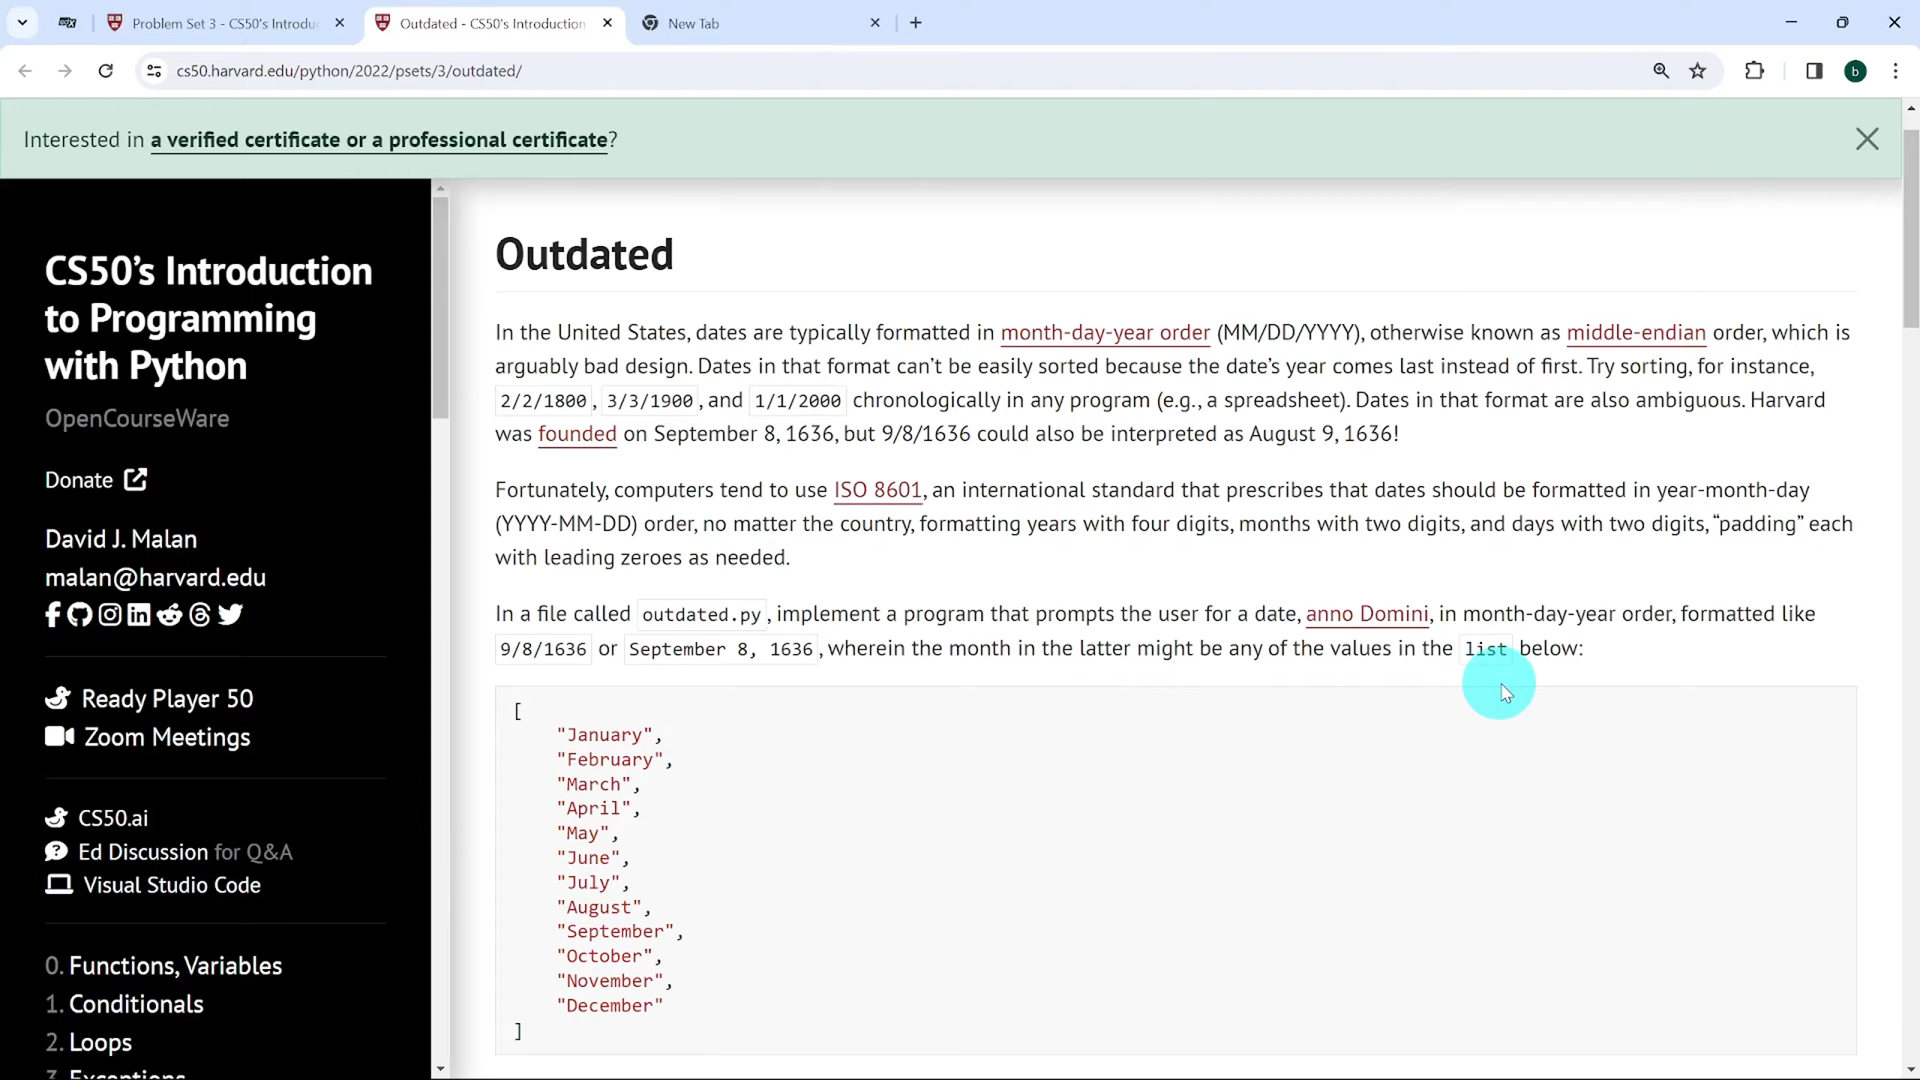 Problem Set 3 - CS50's Introdu
Outdated - CS50's Introduction
New Tab
cs50.harvard.edu/python/2022/psets/3/outdated/
b
Interested in a verified certificate or a professional certificate?
CS50's Introduction
to Programming
with Python
OpenCourseWare
Donate
David J. Malan
malan@harvard.edu
Ready Player 50
Zoom Meetings
CS50.ai
Ed Discussion for Q&A
Visual Studio Code
0. Functions, Variables
1. Conditionals
2. Loops
3. Exceptions
Outdated
In the United States, dates are typically formatted in month-day-year order (MM/DD/YYYY), otherwise known as middle-endian order, which is
arguably bad design. Dates in that format can’t be easily sorted because the date’s year comes last instead of first. Try sorting, for instance,
2/2/1800, 3/3/1900, and 1/1/2000 chronologically in any program (e.g., a spreadsheet). Dates in that format are also ambiguous. Harvard
was founded on September 8, 1636, but 9/8/1636 could also be interpreted as August 9, 1636!
Fortunately, computers tend to use ISO 8601, an international standard that prescribes that dates should be formatted in year-month-day
(YYYY-MM-DD) order, no matter the country, formatting years with four digits, months with two digits, and days with two digits, “padding” each
with leading zeroes as needed.
In a file called outdated.py, implement a program that prompts the user for a date, anno Domini, in month-day-year order, formatted like
9/8/1636 or September 8, 1636, wherein the month in the latter might be any of the values in the list below:
[
"January",
"February",
"March",
"April",
"May",
"June",
"July",
"August",
"September",
"October",
"November",
"December"
]